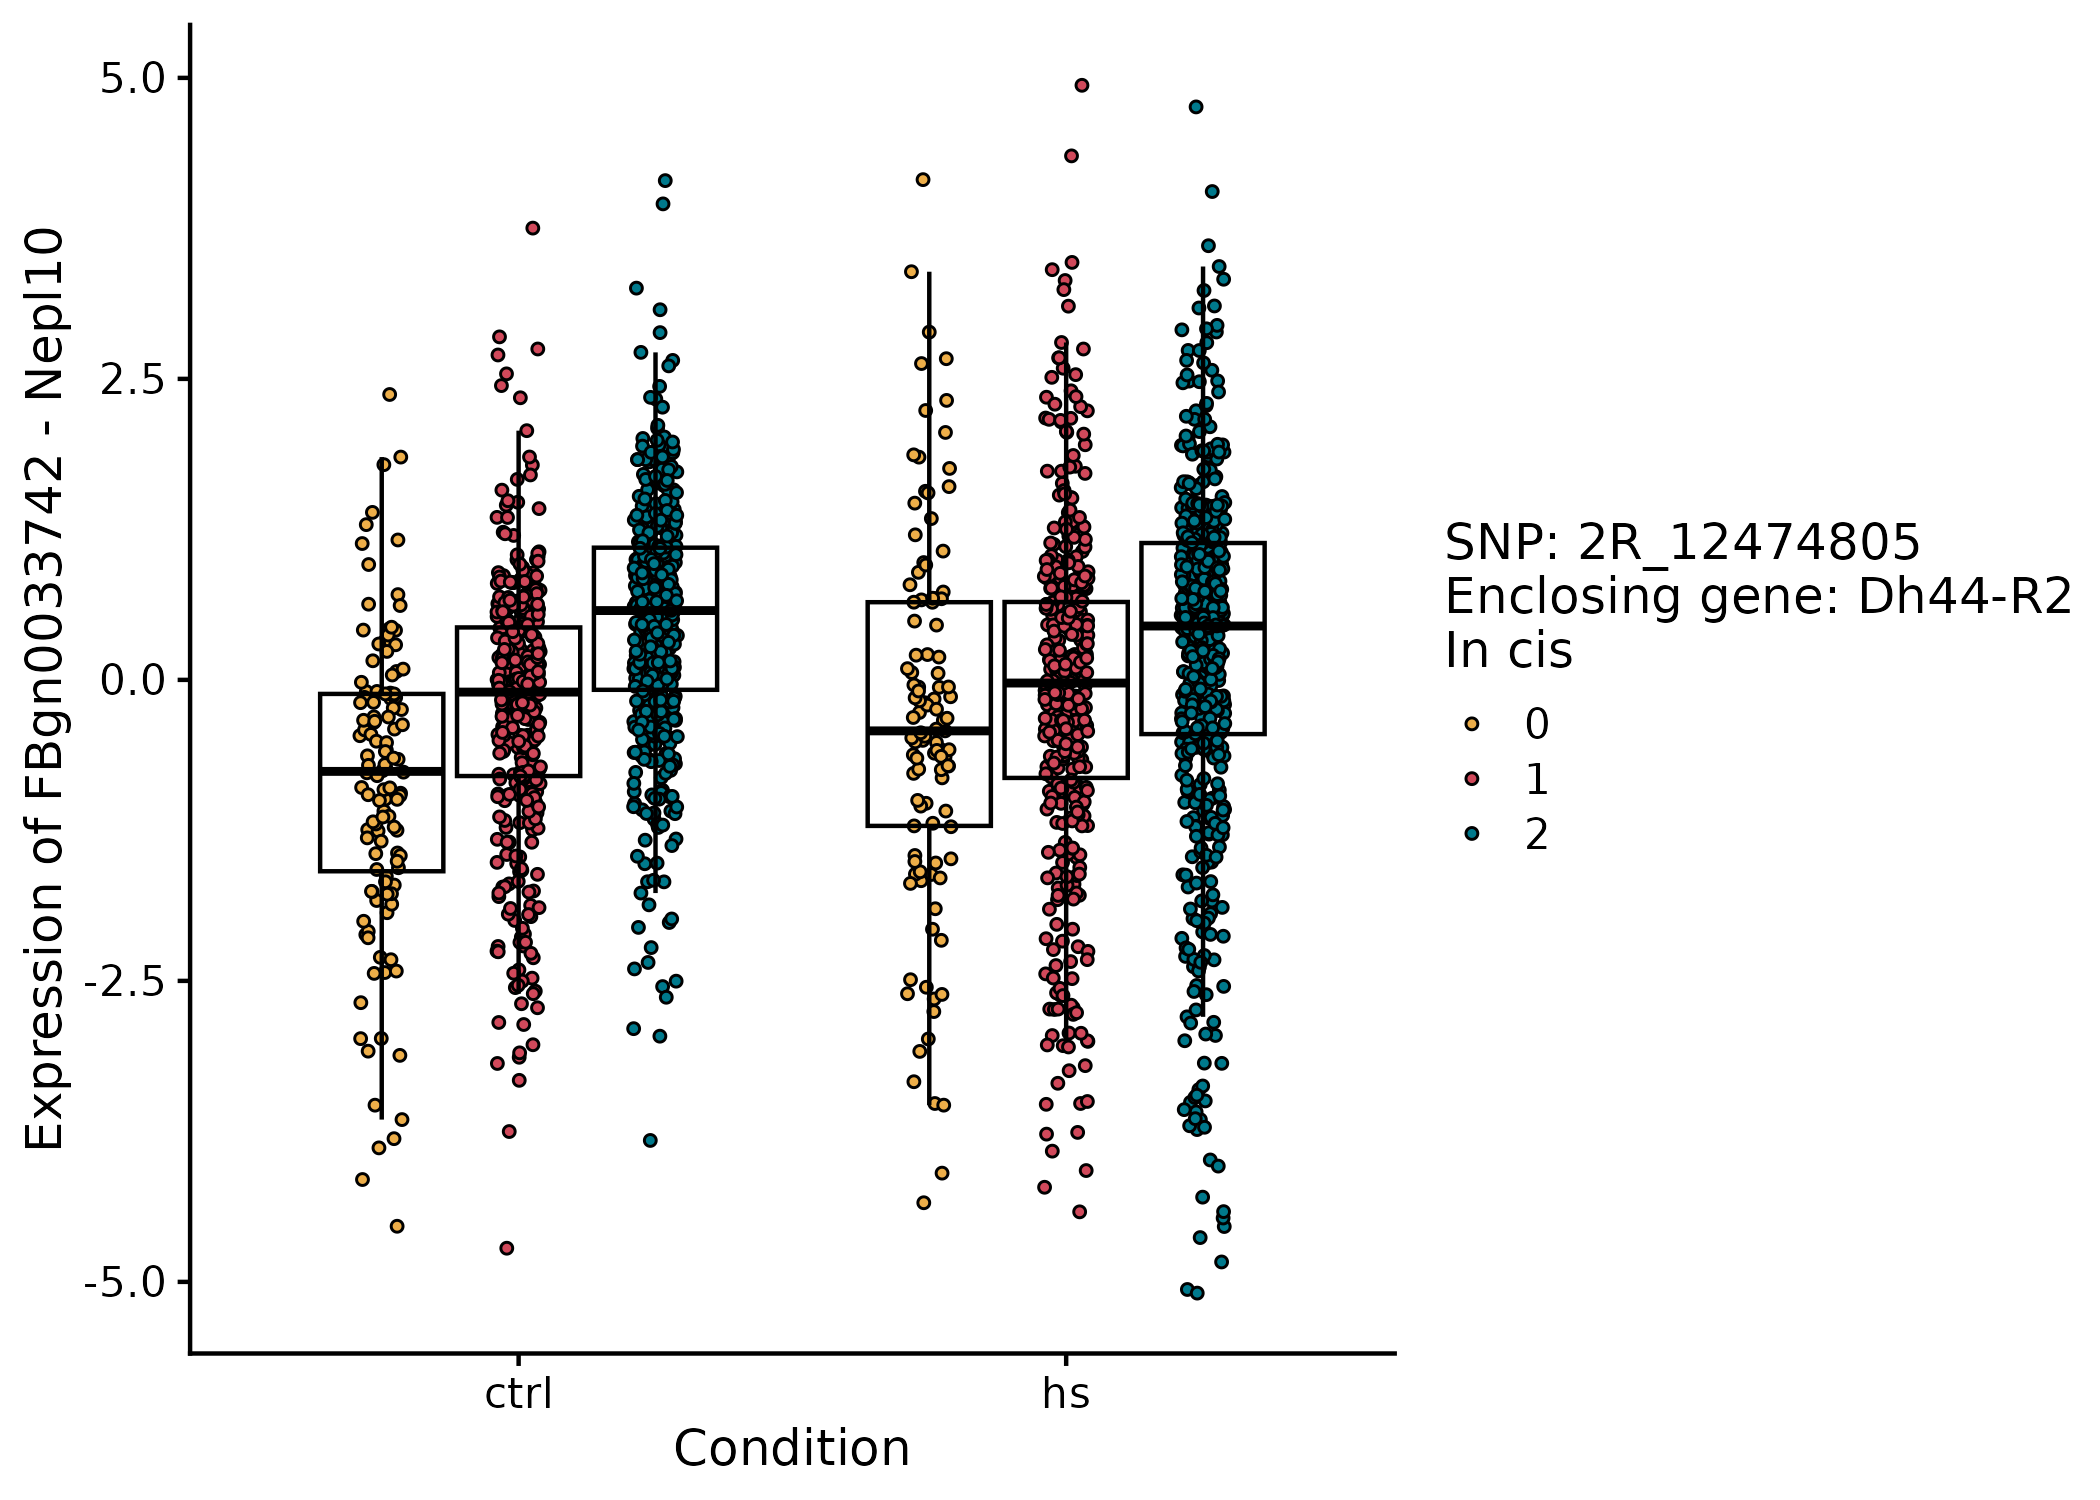 Expression of FBgn0033742 - Nepl10
5.0
2.5
0.0
-2.5
-5.0
ctrl
hs
Condition
SNP: 2R_12474805
Enclosing gene: Dh44-R2
In cis
0
1
2